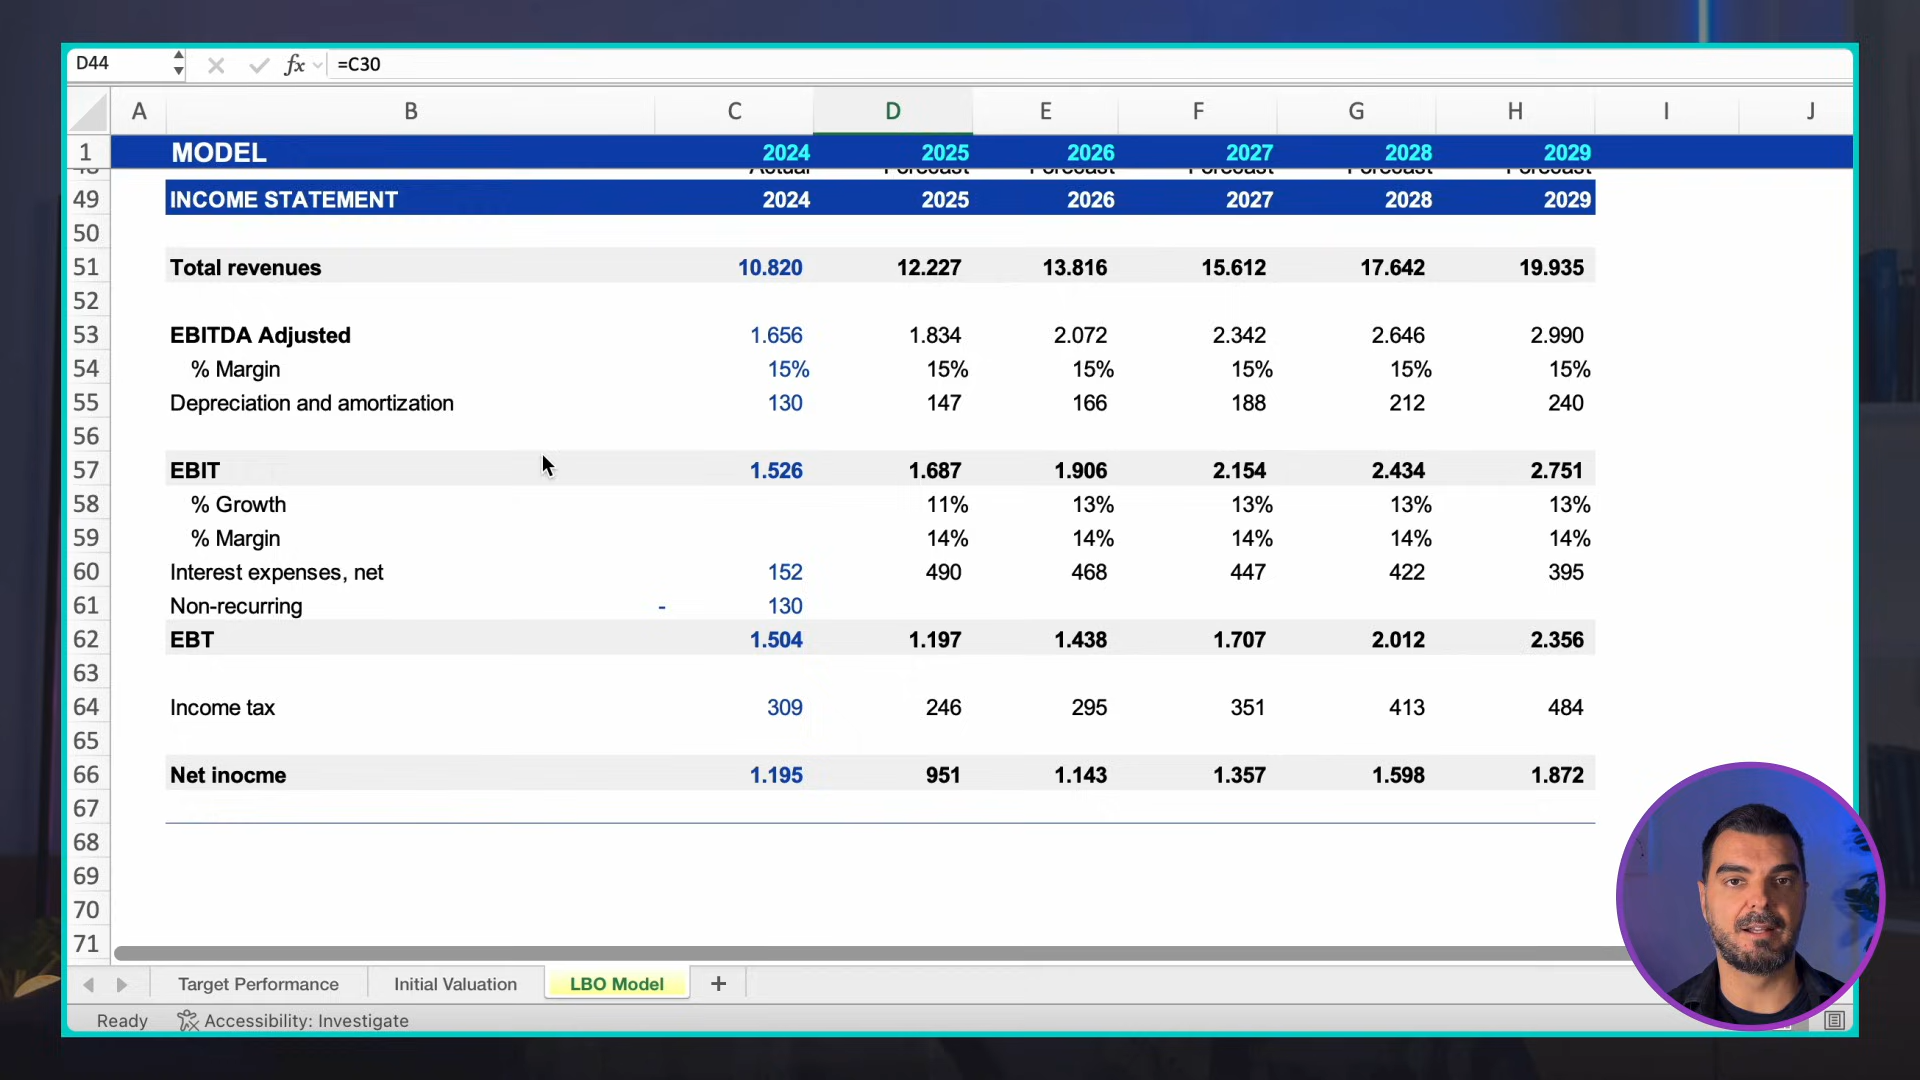 D44 fx =C30
A B C D E F G H I J
1 MODEL 2024 2025 2026 2027 2028 2029
48 Actual Forecast Forecast Forecast Forecast Forecast
49 INCOME STATEMENT 2024 2025 2026 2027 2028 2029
50
51 Total revenues 10.820 12.227 13.816 15.612 17.642 19.935
52
53 EBITDA Adjusted 1.656 1.834 2.072 2.342 2.646 2.990
54 % Margin 15% 15% 15% 15% 15% 15%
55 Depreciation and amortization 130 147 166 188 212 240
56
57 EBIT 1.526 1.687 1.906 2.154 2.434 2.751
58 % Growth 11% 13% 13% 13% 13%
59 % Margin 14% 14% 14% 14% 14%
60 Interest expenses, net 152 490 468 447 422 395
61 Non-recurring - 130
62 EBT 1.504 1.197 1.438 1.707 2.012 2.356
63
64 Income tax 309 246 295 351 413 484
65
66 Net inocme 1.195 951 1.143 1.357 1.598 1.872
67
68
69
70
71
Target Performance Initial Valuation LBO Model +
Ready Accessibility: Investigate